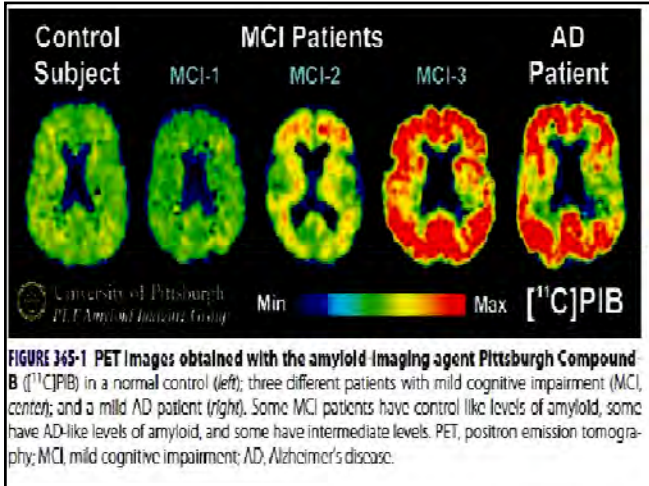 Control MCI Patients AD
Subject MCI-1 MCI-2 MCI-3 Patient
University of Pittsburgh
PET Amyloid Imaging Group
Min Max [¹¹C]PIB
FIGURE 365-1 PET Images obtained with the amyloid-imaging agent Pittsburgh Compound-
B ([¹¹C]PIB) in a normal control (left); three different patients with mild cognitive impairment (MCI,
center); and a mild AD patient (right). Some MCI patients have control like levels of amyloid, some
have AD-like levels of amyloid, and some have intermediate levels. PET, positron emission tomogra-
phy; MCI, mild cognitive impairment; AD, Alzheimer's disease.